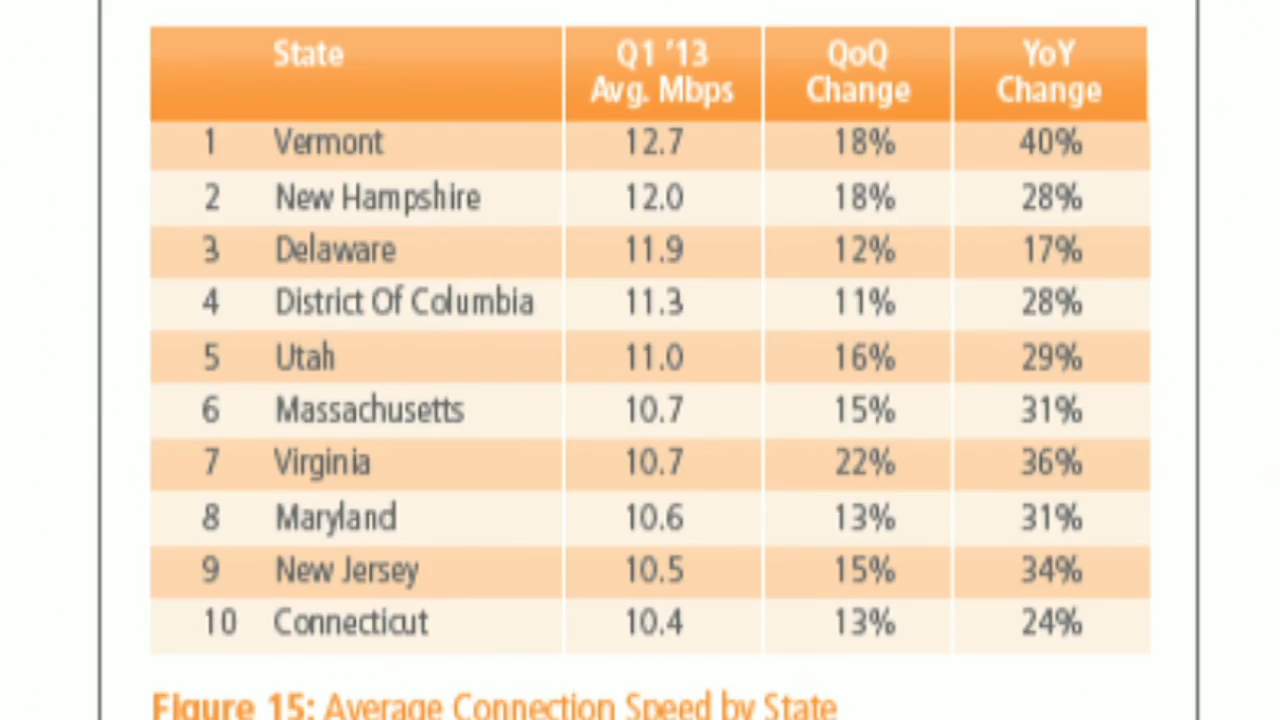 State Q1 '13 Avg. Mbps QoQ Change YoY Change
1 Vermont 12.7 18% 40%
2 New Hampshire 12.0 18% 28%
3 Delaware 11.9 12% 17%
4 District Of Columbia 11.3 11% 28%
5 Utah 11.0 16% 29%
6 Massachusetts 10.7 15% 31%
7 Virginia 10.7 22% 36%
8 Maryland 10.6 13% 31%
9 New Jersey 10.5 15% 34%
10 Connecticut 10.4 13% 24%
Figure 15: Average Connection Speed by State